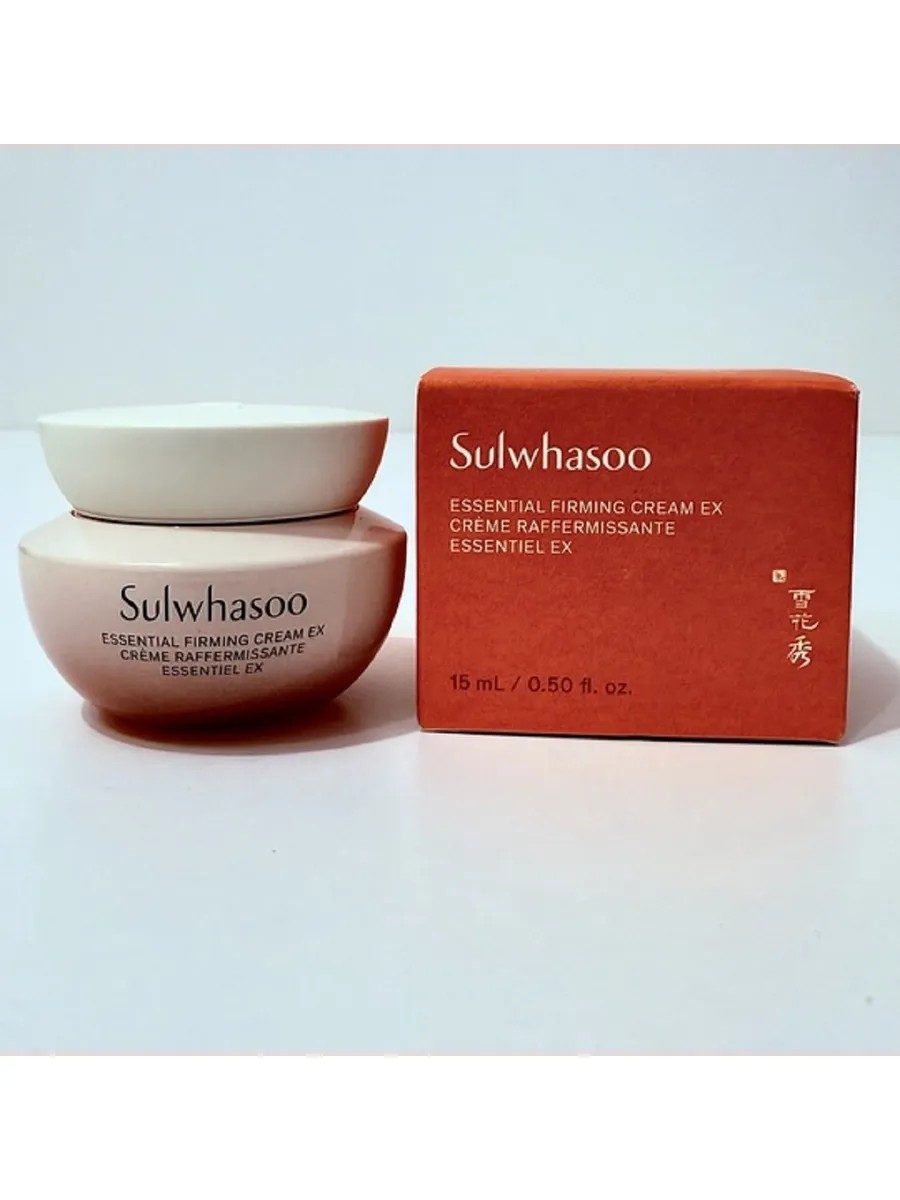 Sulwhasoo
ESSENTIAL FIRMING CREAM EX
CRÈME RAFFERMISSANTE
ESSENTIEL EX
Sulwhasoo
ESSENTIAL FIRMING CREAM EX
CRÈME RAFFERMISSANTE
ESSENTIEL EX
雪花秀
15 mL / 0.50 fl. oz.